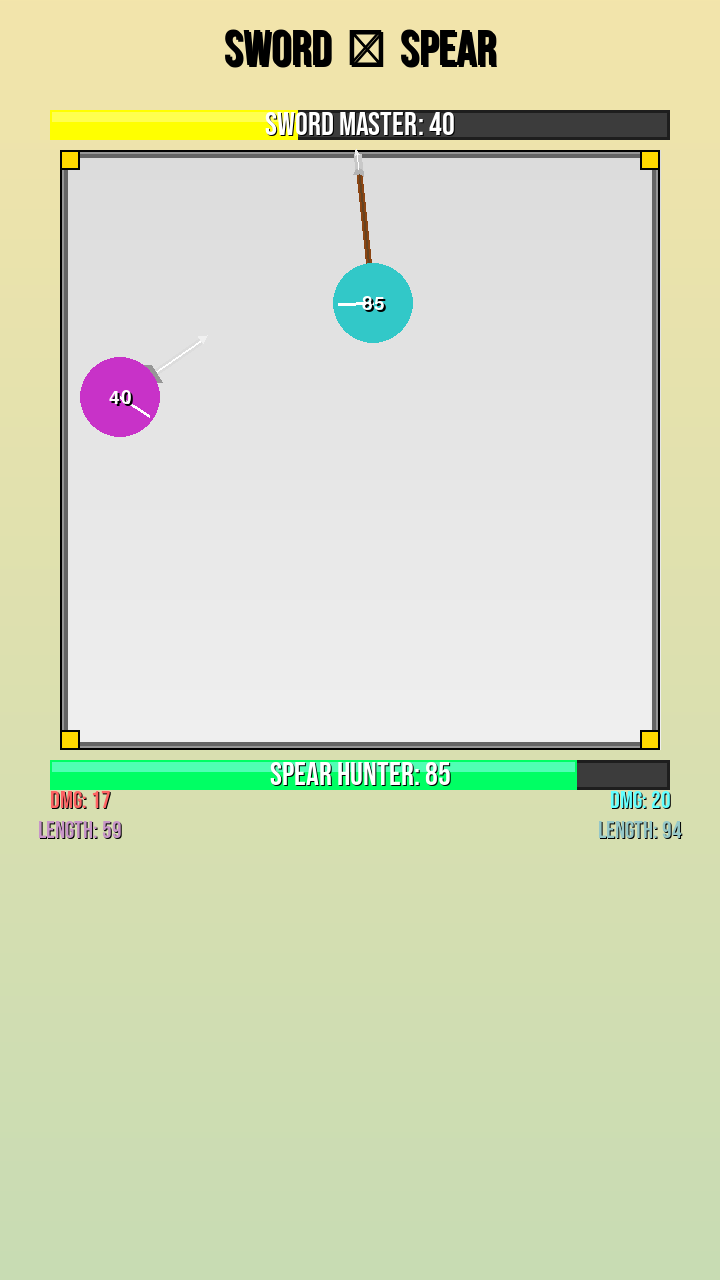 SWORD ☒ SPEAR
SWORD MASTER: 40
85
40
SPEAR HUNTER: 85
DMG: 17
DMG: 20
LENGTH: 59
LENGTH: 94